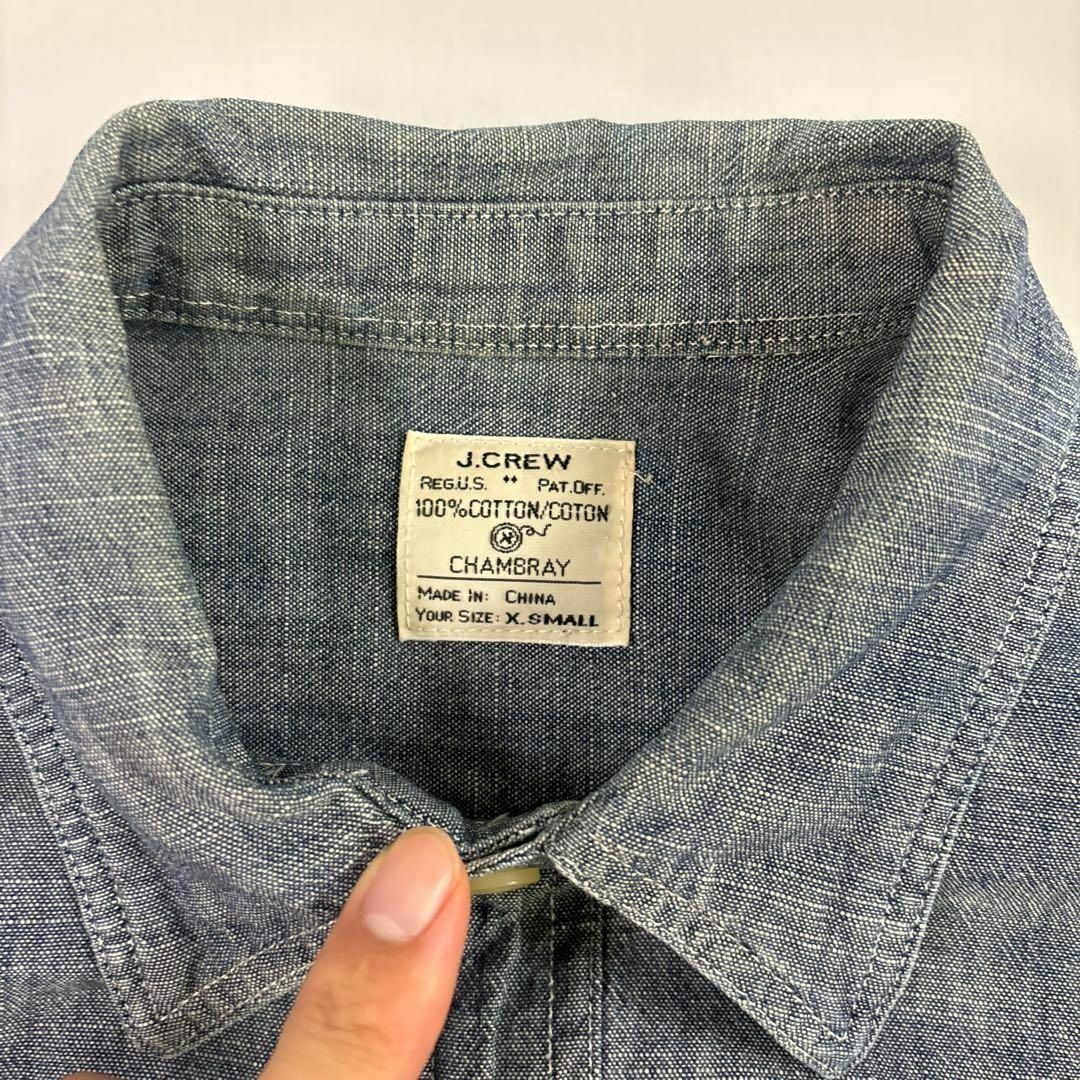 J.CREW
REG.U.S. PAT.OFF.
100%COTTON/COTON
CHAMBRAY
MADE IN: CHINA
YOUR SIZE: X.SMALL